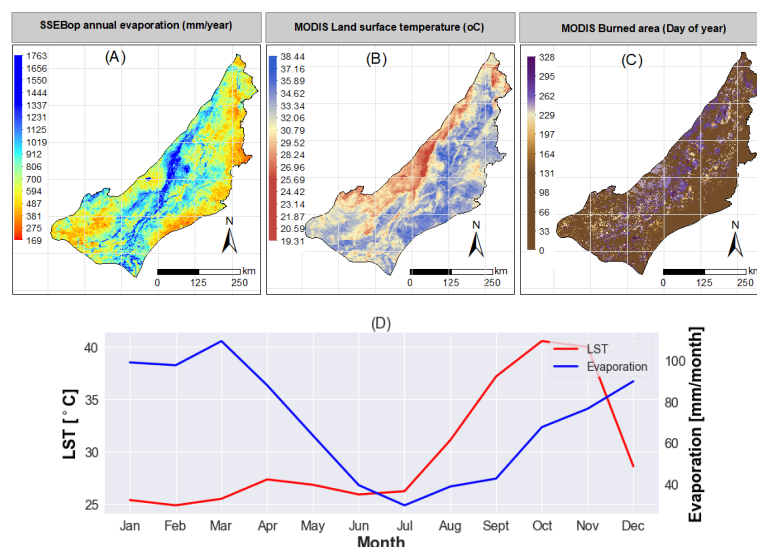 SSEBop annual evaporation (mm/year)
MODIS Land surface temperature (oC)
MODIS Burned area (Day of year)
(A)
1763
1656
1550
1444
1337
1231
1125
1019
912
806
700
594
487
381
275
169
N
km
0 125 250
(B)
38.44
37.16
35.89
34.62
33.34
32.06
30.79
29.52
28.24
26.96
25.69
24.42
23.14
21.87
20.59
19.31
N
km
0 125 250
(C)
328
295
262
229
197
164
131
98
66
33
0
N
km
0 125 250
(D)
LST [°C]
40
35
30
25
LST
Evaporation
100
80
60
40
Evaporation [mm/month]
Jan Feb Mar Apr May Jun Jul Aug Sept Oct Nov Dec
Month